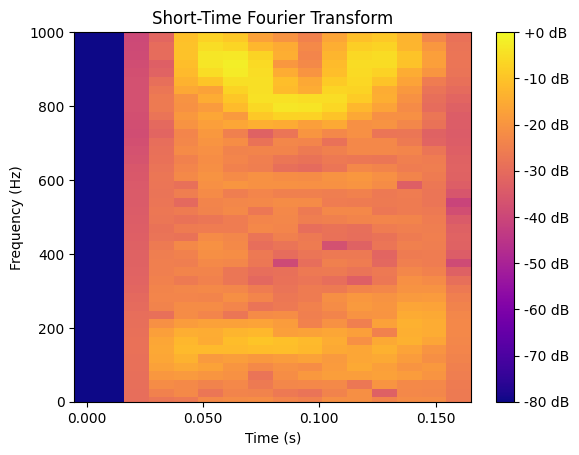 Short-Time Fourier Transform
1000
800
600
400
200
0
Frequency (Hz)
0.000
0.050
0.100
0.150
Time (s)
+0 dB
-10 dB
-20 dB
-30 dB
-40 dB
-50 dB
-60 dB
-70 dB
-80 dB